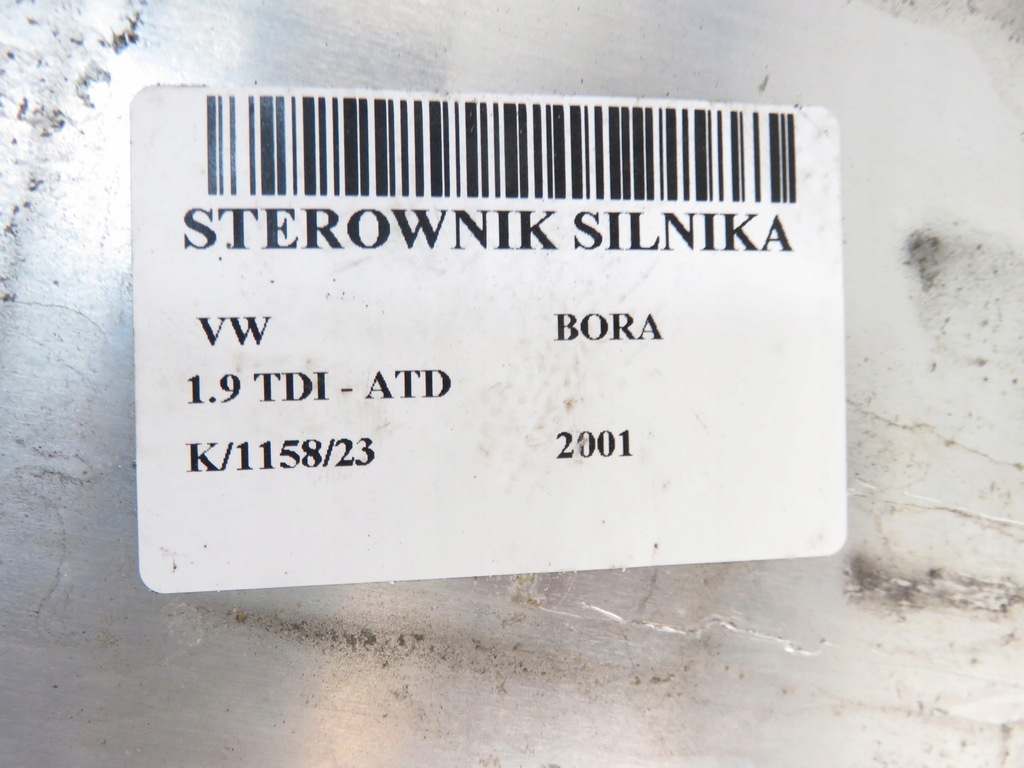 STEROWNIK SILNIKA
VW BORA
1.9 TDI - ATD
K/1158/23 2001